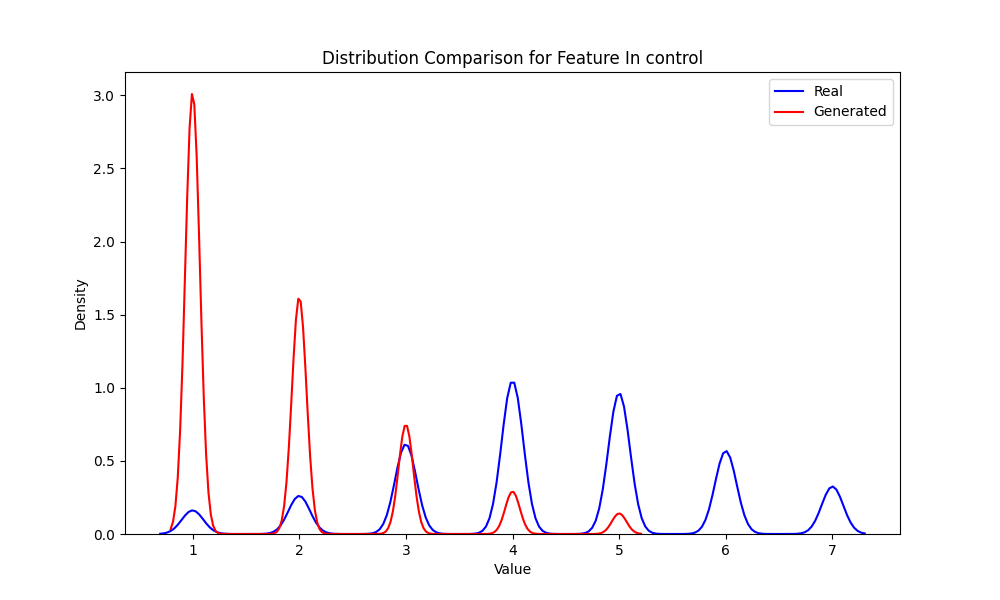 Distribution Comparison for Feature In control
Real
Generated
3.0
2.5
2.0
1.5
1.0
0.5
0.0
Density
1 2 3 4 5 6 7
Value